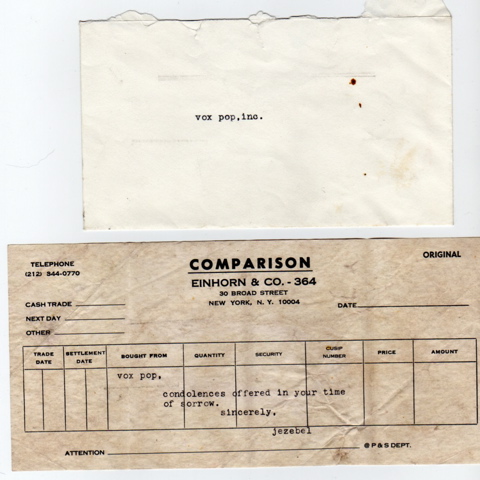 vox pop,inc.
TELEPHONE
(212) 344-0770
COMPARISON
ORIGINAL
EINHORN & CO. - 364
30 BROAD STREET
NEW YORK, N. Y. 10004
CASH TRADE
DATE
NEXT DAY
OTHER
TRADE DATE
SETTLEMENT DATE
BOUGHT FROM
QUANTITY
SECURITY
CUSIP NUMBER
PRICE
AMOUNT
vox pop,
condolences offered in your time
of sorrow.
sincerely,
jezebel
ATTENTION
@ P & S DEPT.